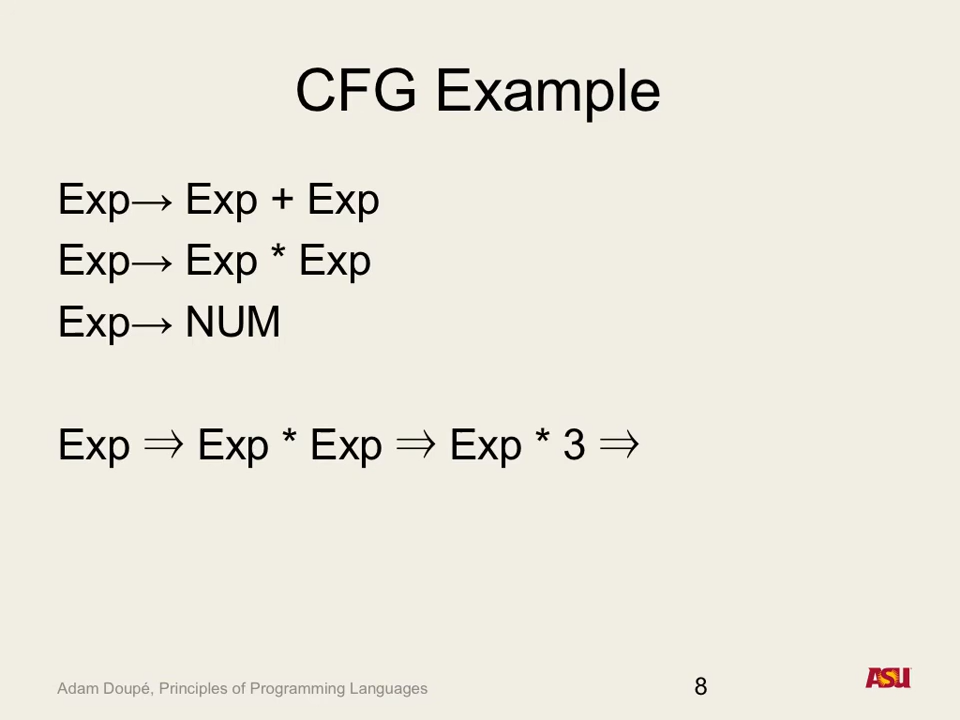 CFG Example
Exp→ Exp + Exp
Exp→ Exp * Exp
Exp→ NUM
Exp ⇒ Exp * Exp ⇒ Exp * 3 ⇒
Adam Doupé, Principles of Programming Languages
8
ASU